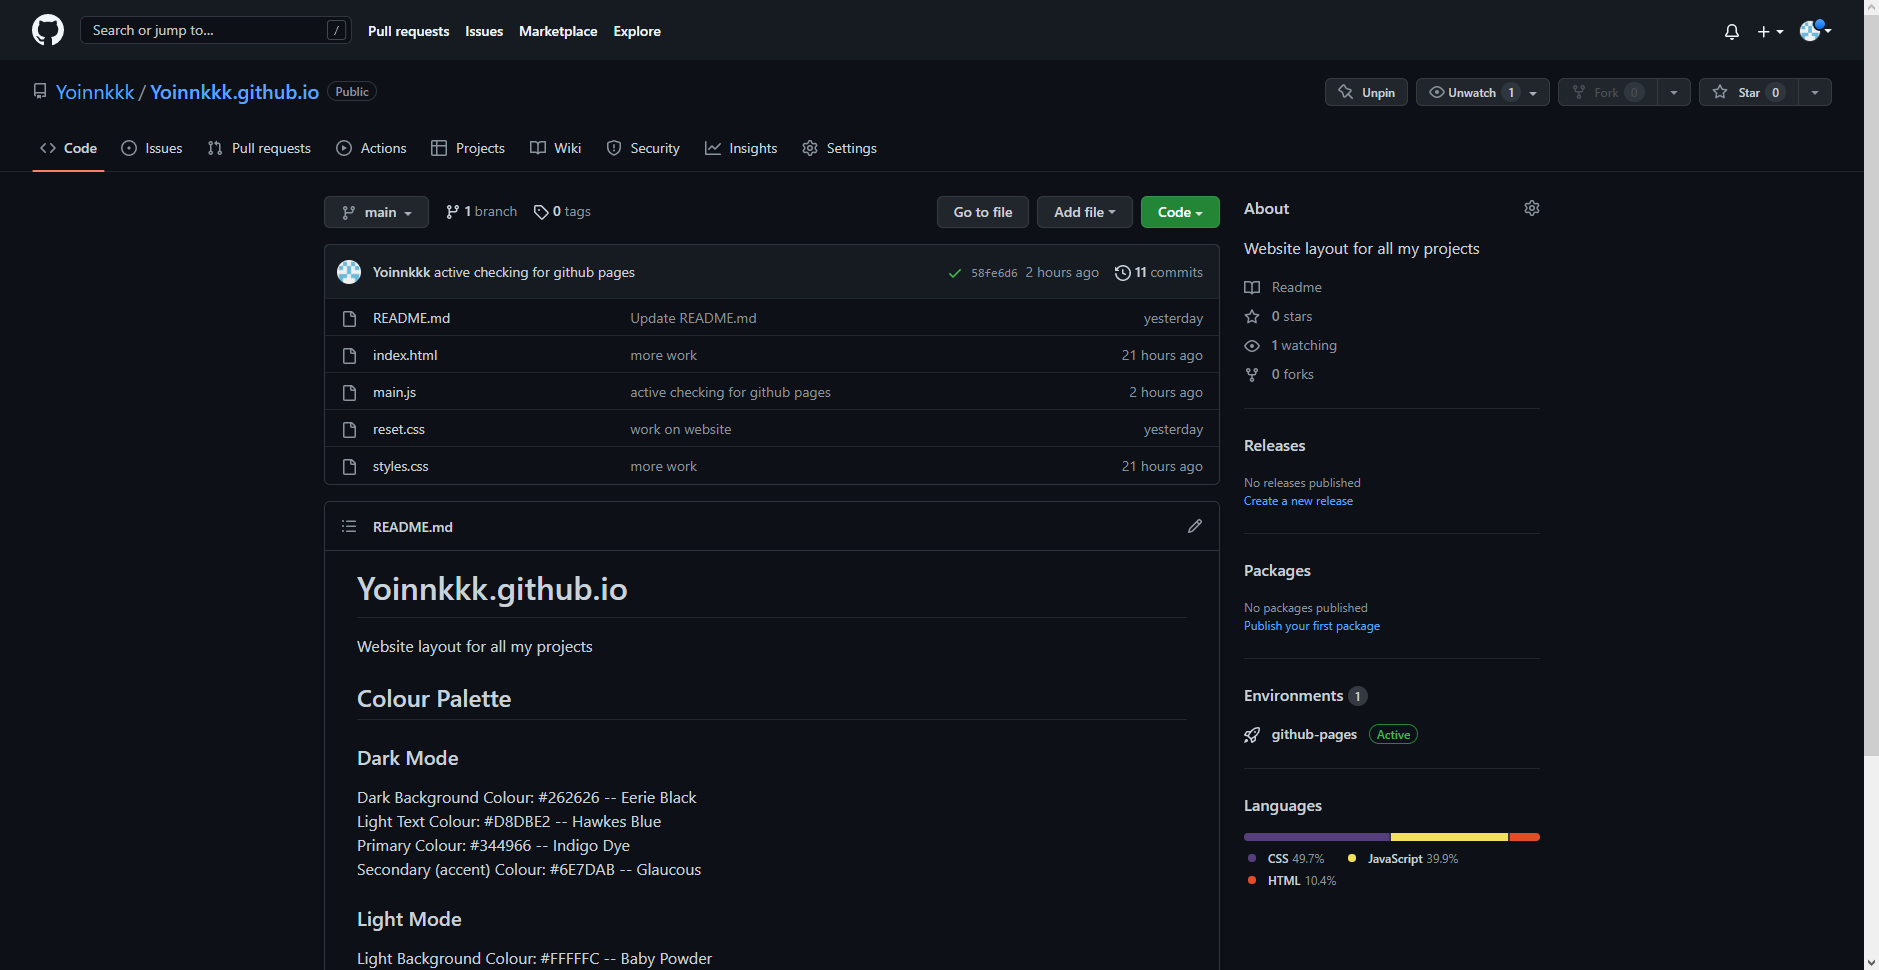 Search or jump to... /
Pull requests Issues Marketplace Explore
Yoinnkkk / Yoinnkkk.github.io Public
Unpin Unwatch 1 Fork 0 Star 0
Code Issues Pull requests Actions Projects Wiki Security Insights Settings
main 1 branch 0 tags Go to file Add file Code
Yoinnkkk active checking for github pages 58fe6d6 2 hours ago 11 commits
README.md Update README.md yesterday
index.html more work 21 hours ago
main.js active checking for github pages 2 hours ago
reset.css work on website yesterday
styles.css more work 21 hours ago
README.md
Yoinnkkk.github.io
Website layout for all my projects
Colour Palette
Dark Mode
Dark Background Colour: #262626 -- Eerie Black
Light Text Colour: #D8DBE2 -- Hawkes Blue
Primary Colour: #344966 -- Indigo Dye
Secondary (accent) Colour: #6E7DAB -- Glaucous
Light Mode
Light Background Colour: #FFFFFC -- Baby Powder
About
Website layout for all my projects
Readme
0 stars
1 watching
0 forks
Releases
No releases published
Create a new release
Packages
No packages published
Publish your first package
Environments 1
github-pages Active
Languages
CSS 49.7% JavaScript 39.9%
HTML 10.4%